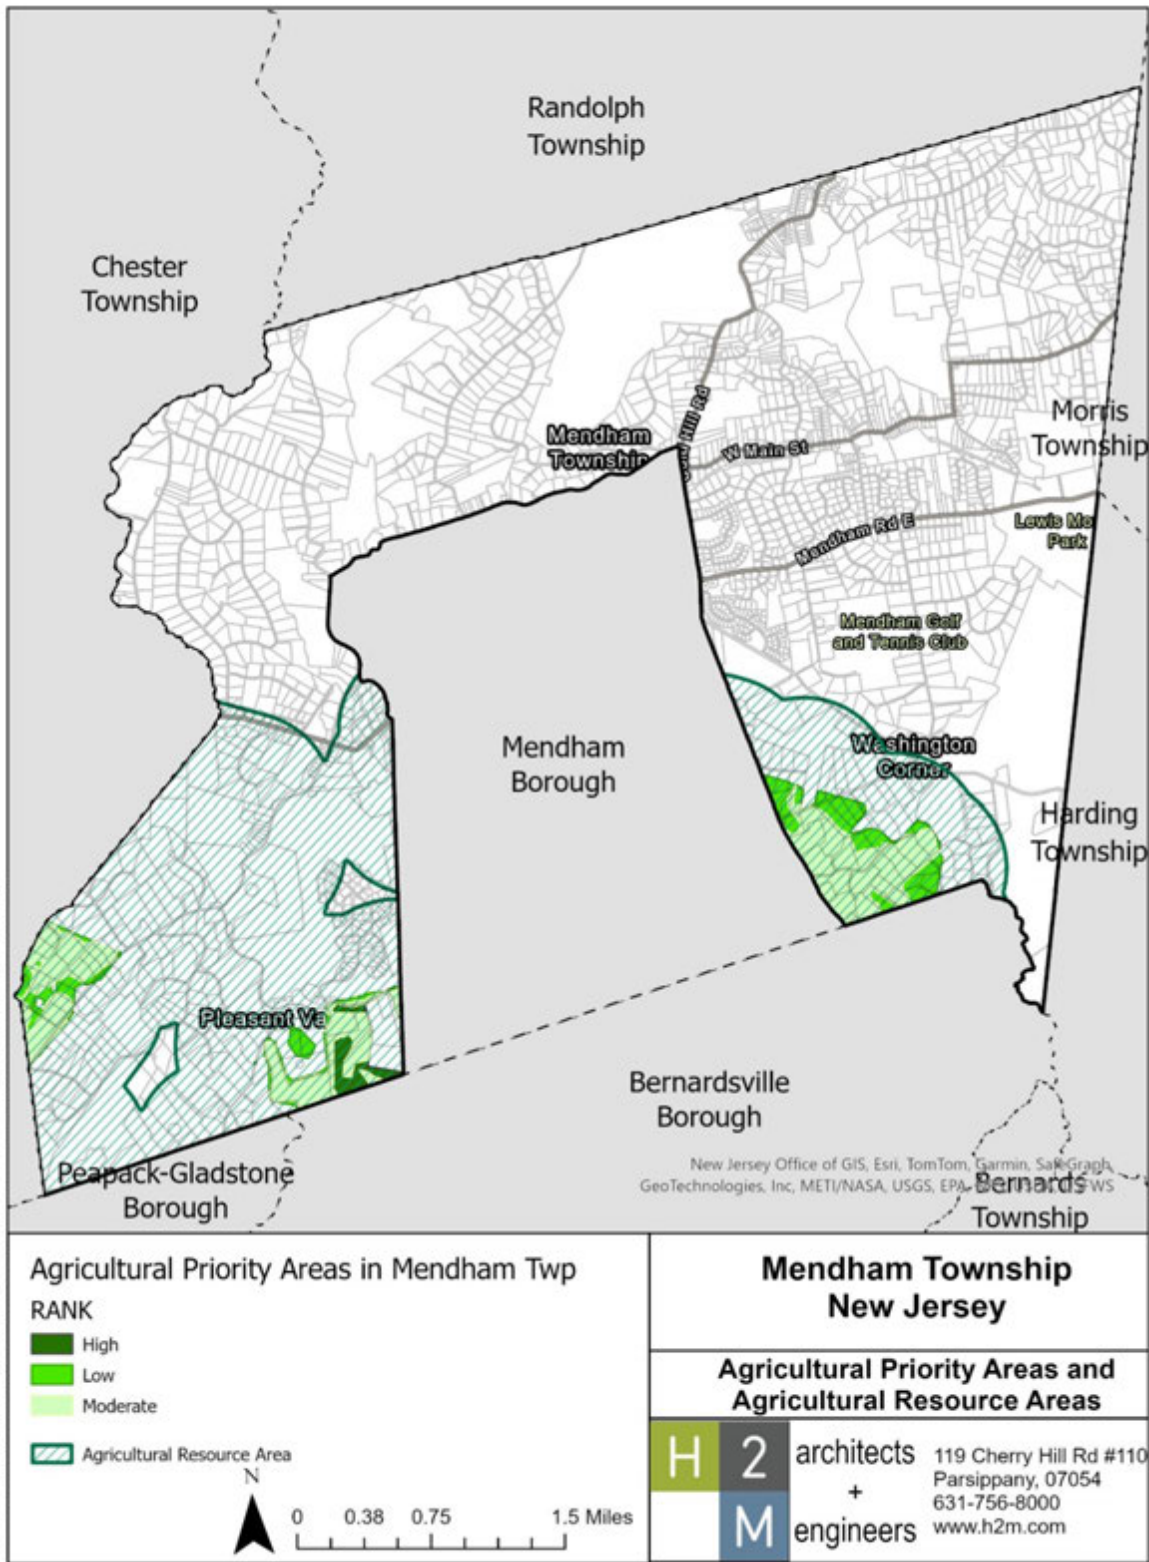 Randolph
Township
Chester
Township
Morris
Township
Mendham
Township
Hill Rd
W Main St
Mendham Rd E
Lewis Mo
Park
Mendham Golf
and Tennis Club
Washington
Corner
Mendham
Borough
Harding
Township
Pleasant Va
Bernardsville
Borough
Peapack-Gladstone
Borough
New Jersey Office of GIS, Esri, TomTom, Garmin, SafeGraph,
GeoTechnologies, Inc, METI/NASA, USGS, EPA,
Bernards
Township
Agricultural Priority Areas in Mendham Twp
RANK
High
Low
Moderate
Agricultural Resource Area
N
0 0.38 0.75 1.5 Miles
Mendham Township
New Jersey
Agricultural Priority Areas and
Agricultural Resource Areas
H2M
architects
+
engineers
119 Cherry Hill Rd #110
Parsippany, 07054
631-756-8000
www.h2m.com